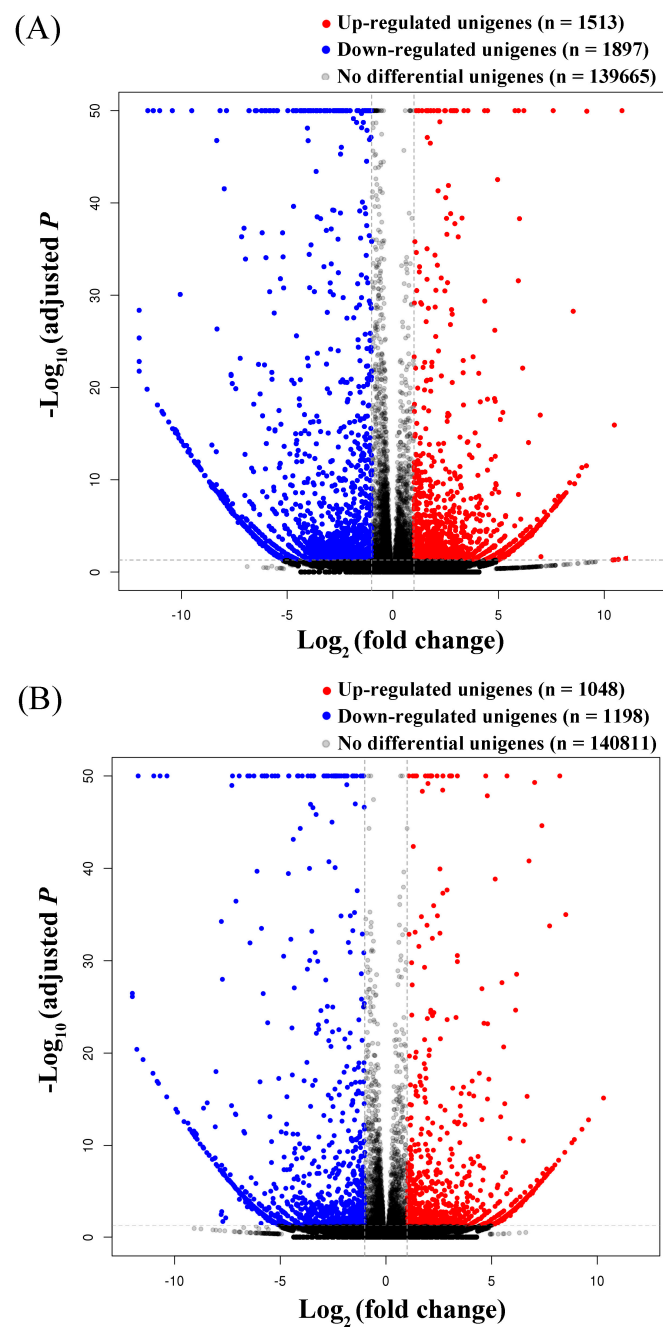 (A)
Up-regulated unigenes (n = 1513)
Down-regulated unigenes (n = 1897)
No differential unigenes (n = 139665)
-Log10 (adjusted P)
50
40
30
20
10
0
-10 -5 0 5 10
Log2 (fold change)
(B)
Up-regulated unigenes (n = 1048)
Down-regulated unigenes (n = 1198)
No differential unigenes (n = 140811)
-Log10 (adjusted P)
50
40
30
20
10
0
-10 -5 0 5 10
Log2 (fold change)